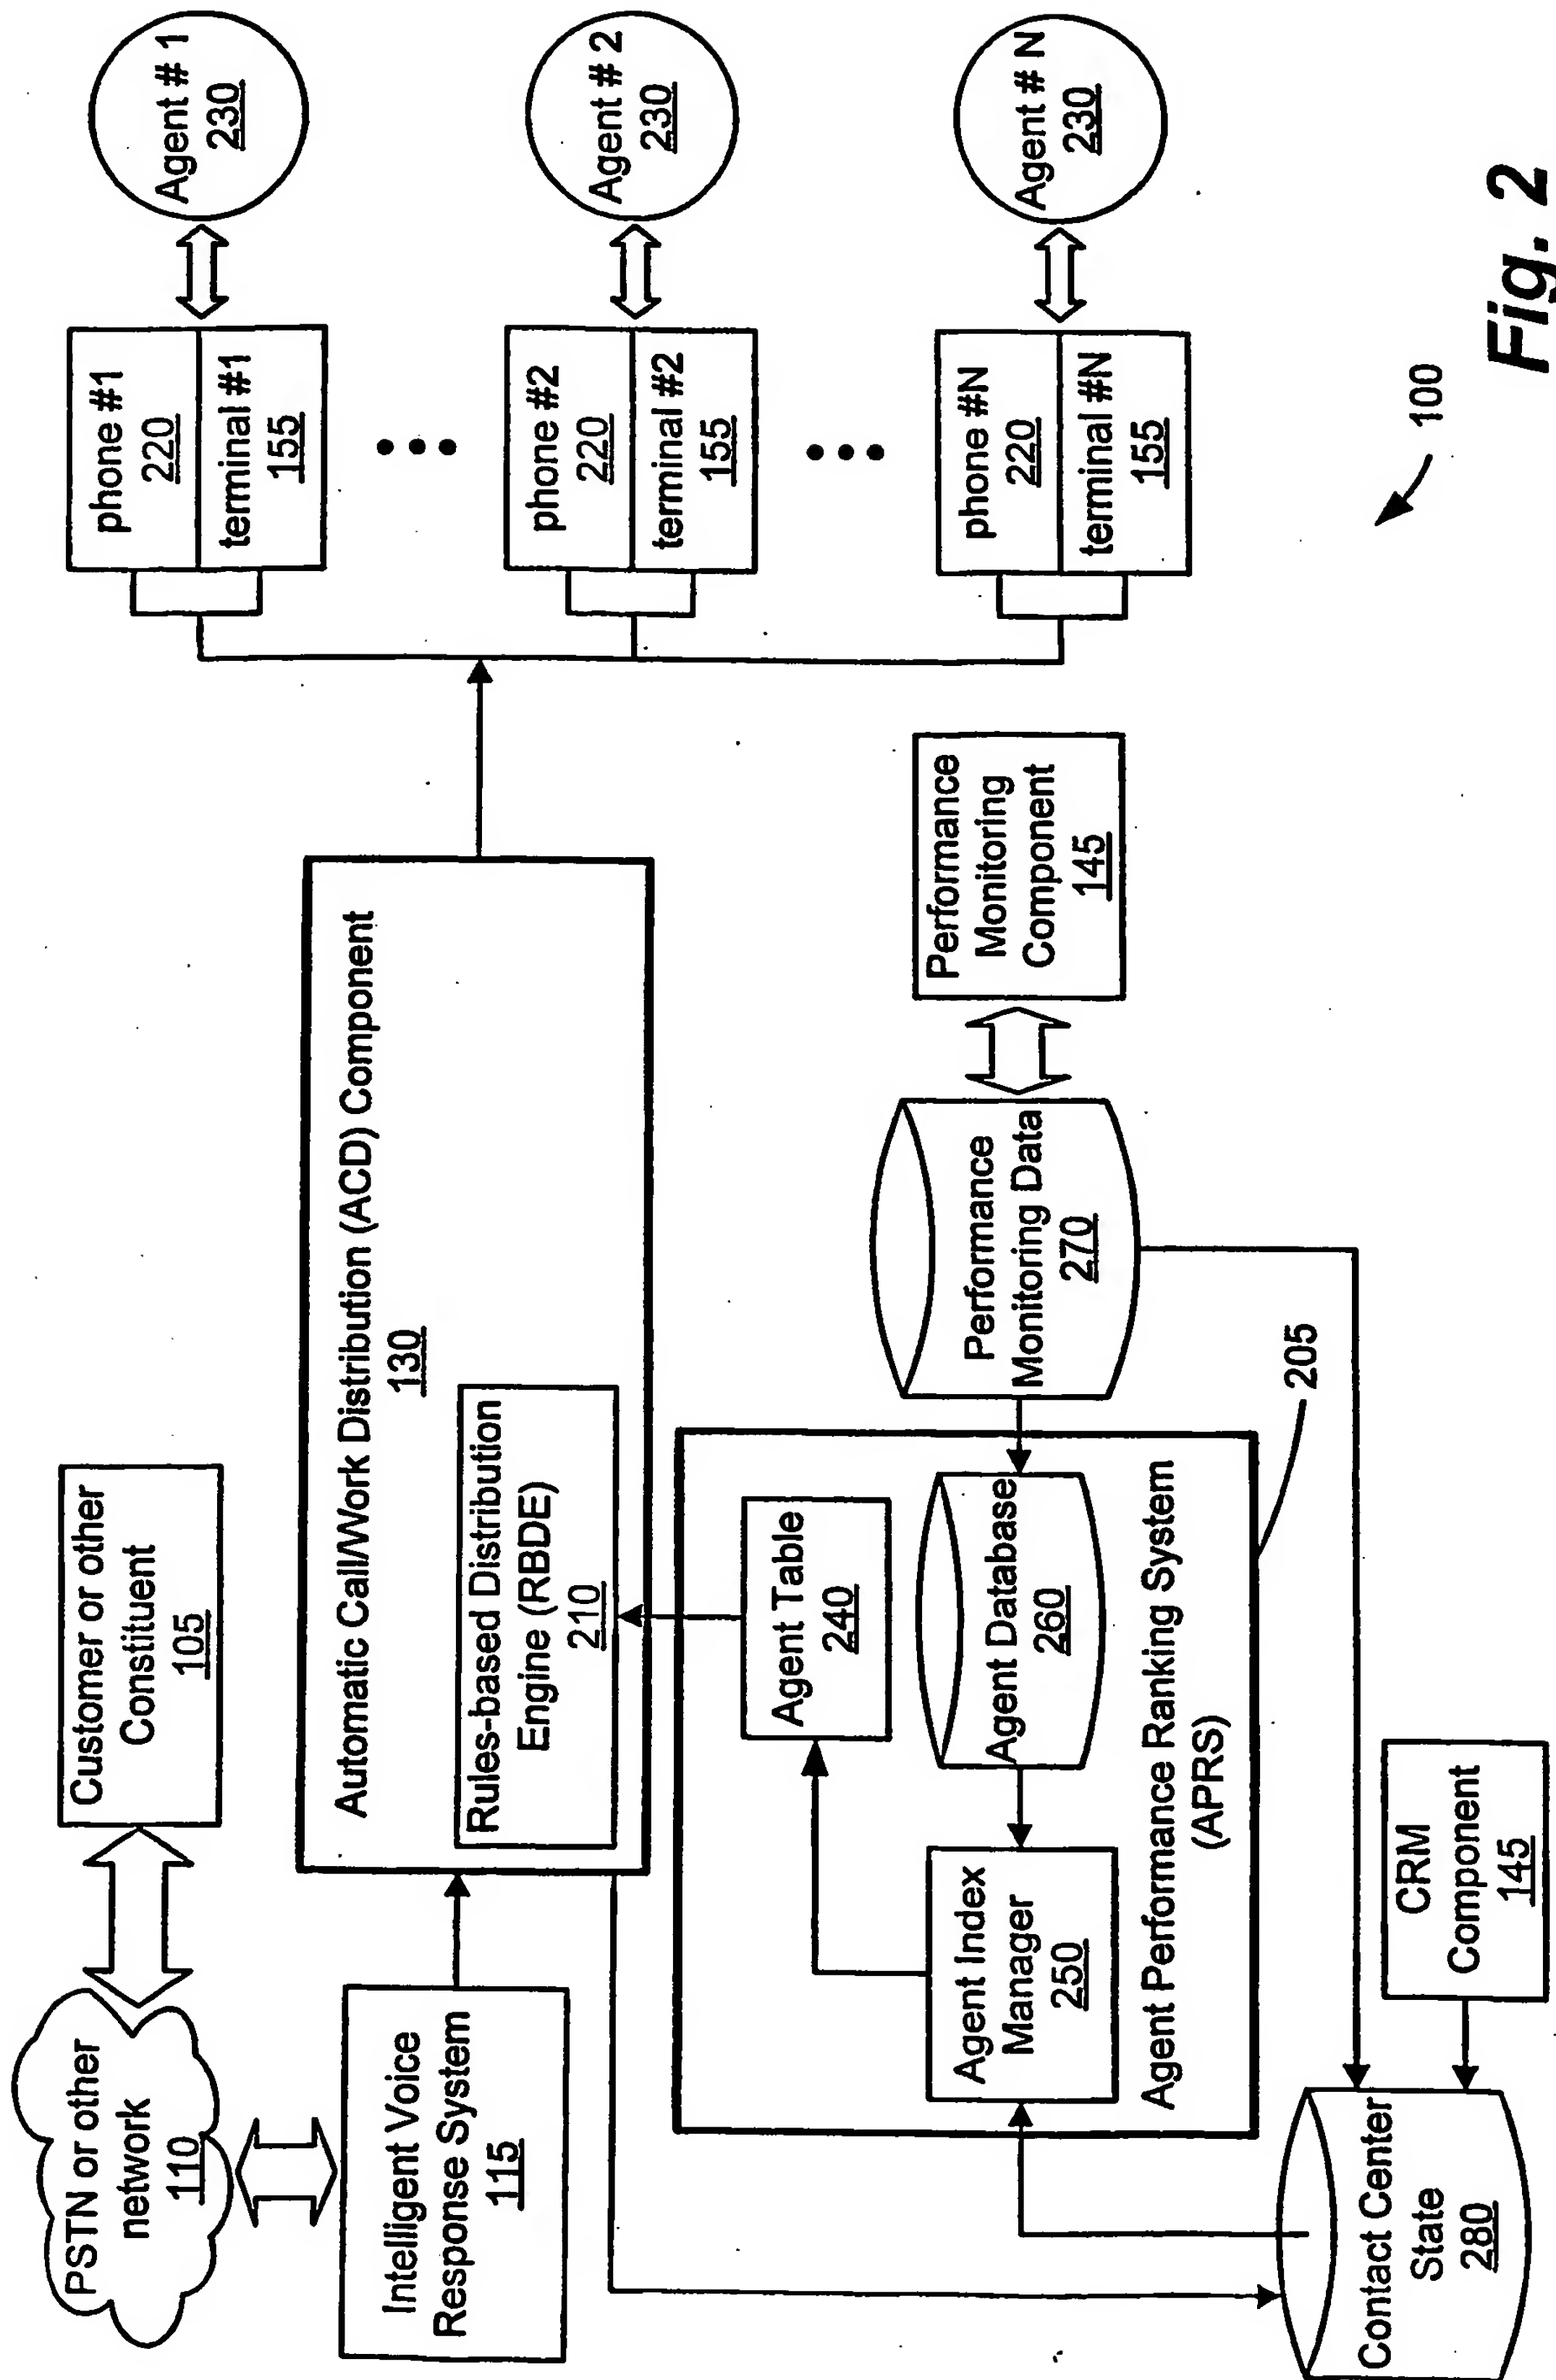 PSTN or other
network
110
Customer or other
Constituent
105
Intelligent Voice
Response System
115
Automatic Call/Work Distribution (ACD) Component
130
Rules-based Distribution
Engine (RBDE)
210
phone #1
220
terminal #1
155
Agent # 1
230
phone #2
220
terminal #2
155
Agent # 2
230
phone #N
220
terminal #N
155
Agent # N
230
Agent Table
240
Agent Index
Manager
250
Agent Database
260
Agent Performance Ranking System
(APRS)
205
Performance
Monitoring Data
270
Performance
Monitoring
Component
145
Contact Center
State
280
CRM
Component
145
100
Fig. 2